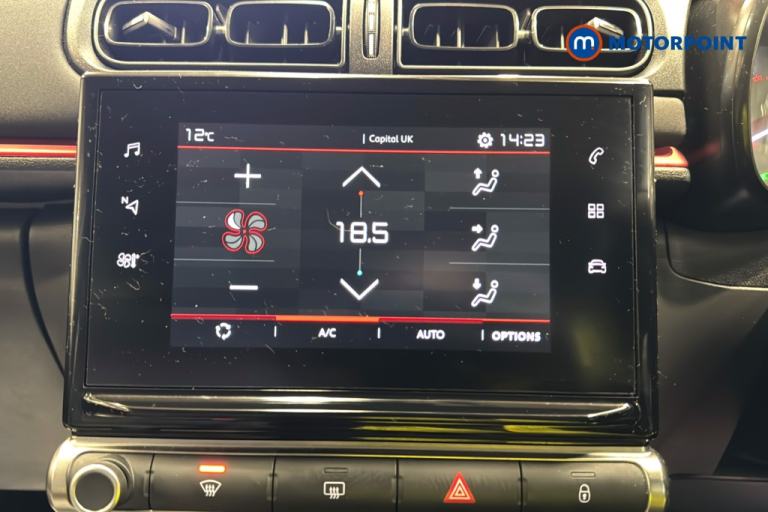 MOTORPOINT
12°C | Capital UK 14:23
N
18.5
A/C AUTO OPTIONS